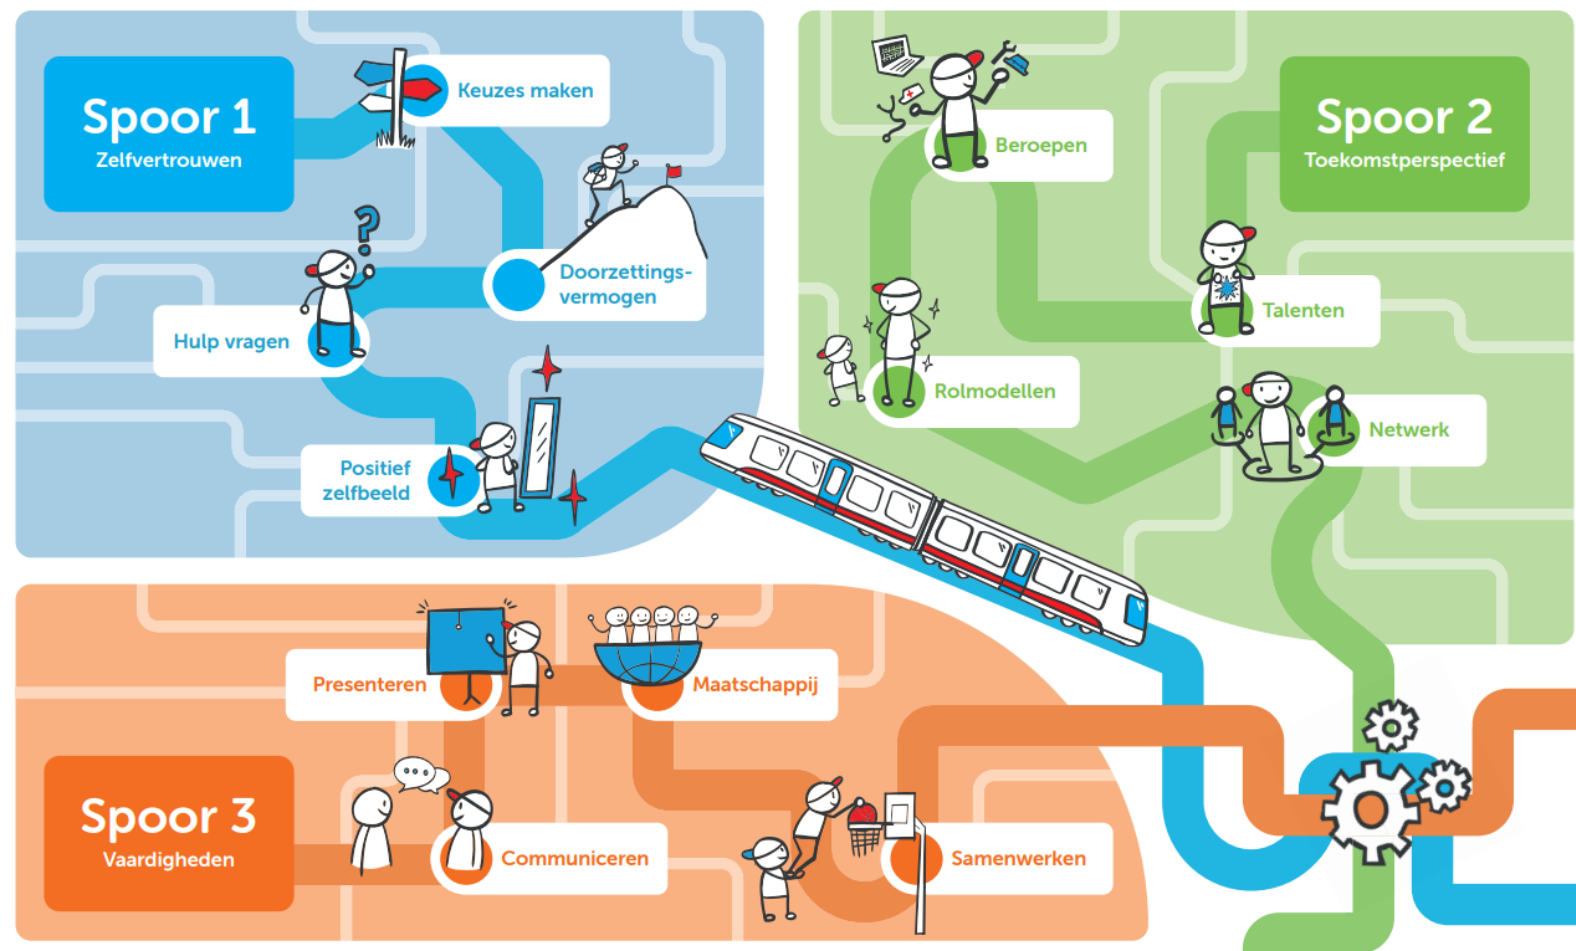 Spoor 1
Zelfvertrouwen
Keuzes maken
Doorzettings-
vermogen
Hulp vragen
Positief
zelfbeeld
Spoor 2
Toekomstperspectief
Beroepen
Talenten
Rolmodellen
Netwerk
Spoor 3
Vaardigheden
Presenteren
Maatschappij
Communiceren
Samenwerken